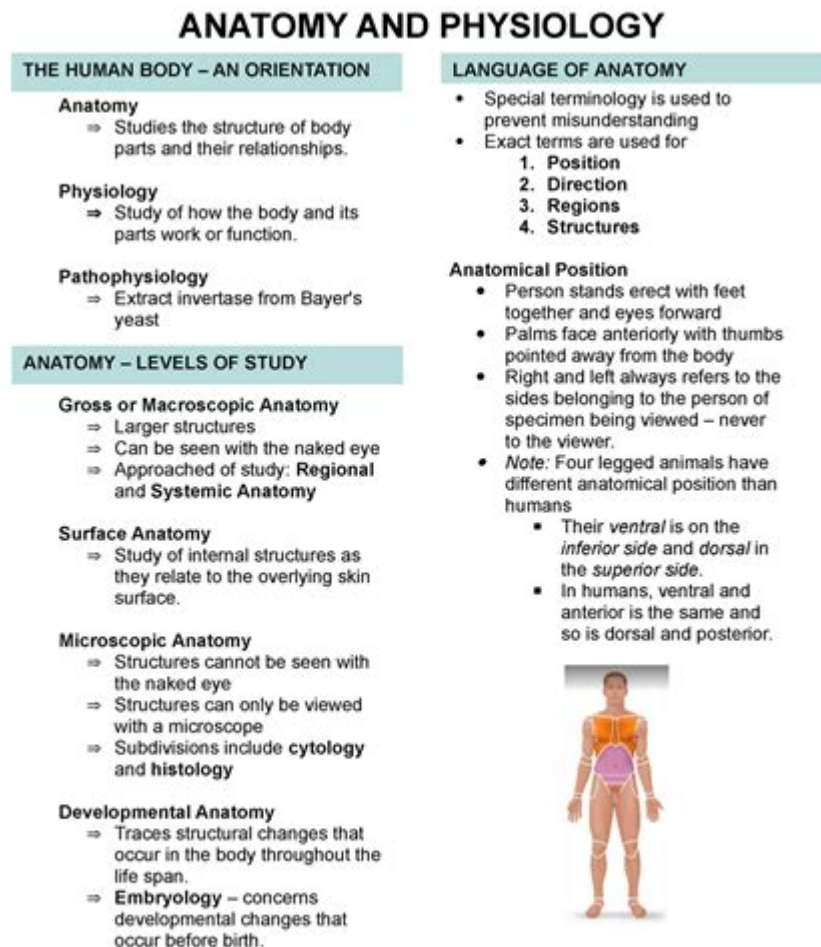 ANATOMY AND PHYSIOLOGY
THE HUMAN BODY – AN ORIENTATION
Anatomy
⇒ Studies the structure of body
parts and their relationships.
Physiology
⇒ Study of how the body and its
parts work or function.
Pathophysiology
⇒ Extract invertase from Bayer's
yeast
ANATOMY – LEVELS OF STUDY
Gross or Macroscopic Anatomy
⇒ Larger structures
⇒ Can be seen with the naked eye
⇒ Approached of study: Regional
and Systemic Anatomy
Surface Anatomy
⇒ Study of internal structures as
they relate to the overlying skin
surface.
Microscopic Anatomy
⇒ Structures cannot be seen with
the naked eye
⇒ Structures can only be viewed
with a microscope
⇒ Subdivisions include cytology
and histology
Developmental Anatomy
⇒ Traces structural changes that
occur in the body throughout the
life span.
⇒ Embryology – concerns
developmental changes that
occur before birth.
LANGUAGE OF ANATOMY
• Special terminology is used to
prevent misunderstanding
• Exact terms are used for
1. Position
2. Direction
3. Regions
4. Structures
Anatomical Position
• Person stands erect with feet
together and eyes forward
• Palms face anteriorly with thumbs
pointed away from the body
• Right and left always refers to the
sides belonging to the person of
specimen being viewed – never
to the viewer.
• Note: Four legged animals have
different anatomical position than
humans
▪ Their ventral is on the
inferior side and dorsal in
the superior side.
▪ In humans, ventral and
anterior is the same and
so is dorsal and posterior.